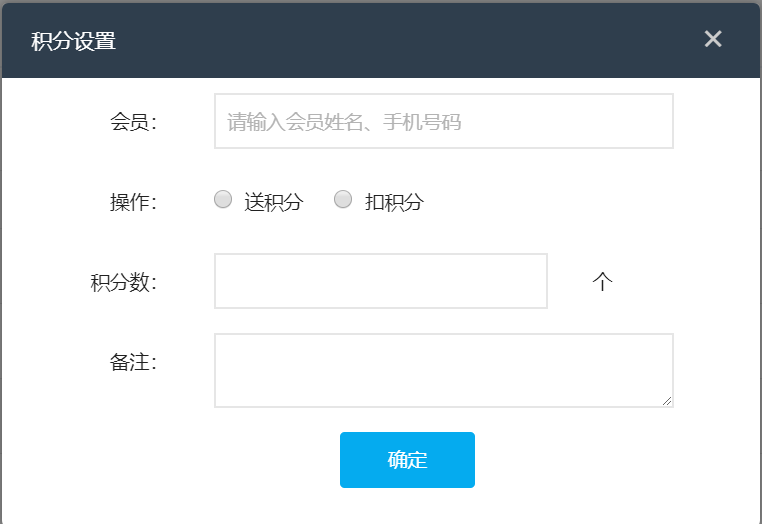 积分设置
会员：
请输入会员姓名、手机号码
操作：
送积分 扣积分
积分数：
个
备注：
确定